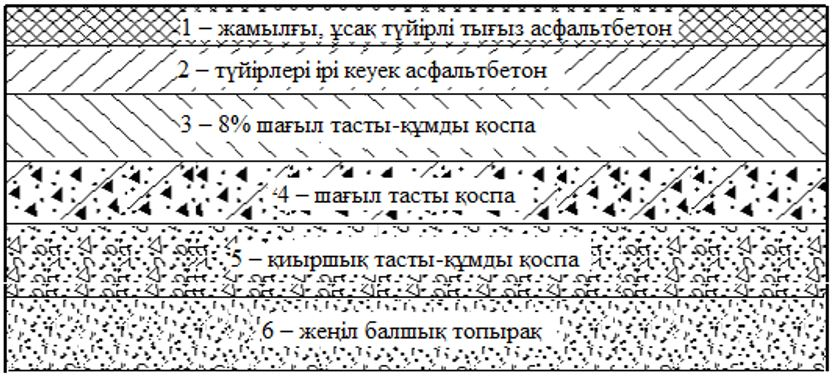 1 – жамылғы, ұсақ түйірлі тығыз асфальтбетон
2 – түйірлері ірі кеуек асфальтбетон
3 – 8% шағыл тасты-құмды қоспа
4 – шағыл тасты қоспа
5 – қиыршық тасты-құмды қоспа
6 – жеңіл балшық топырақ